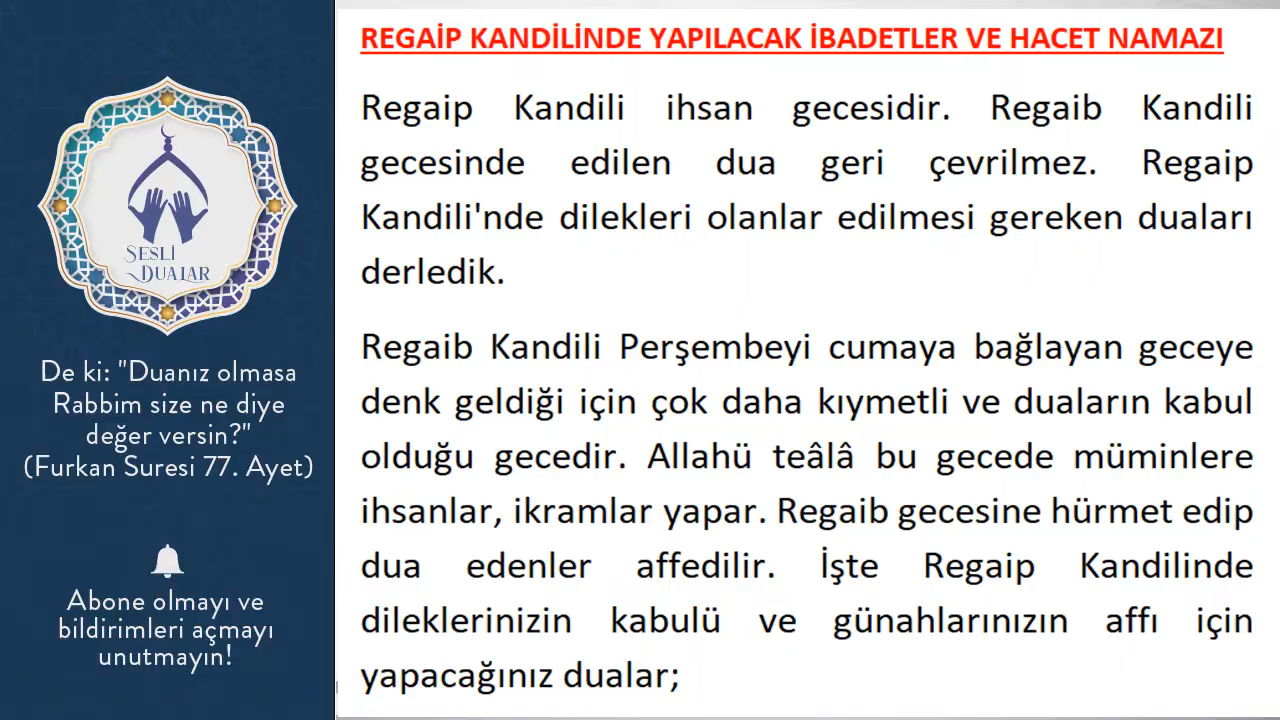 SESLİ
DUALAR
De ki: "Duanız olmasa
Rabbim size ne diye
değer versin?"
(Furkan Suresi 77. Ayet)
Abone olmayı ve
bildirimleri açmayı
unutmayın!
REGAİP KANDİLİNDE YAPILACAK İBADETLER VE HACET NAMAZI
Regaip Kandili ihsan gecesidir. Regaib Kandili
gecesinde edilen dua geri çevrilmez. Regaip
Kandili'nde dilekleri olanlar edilmesi gereken duaları
derledik.
Regaib Kandili Perşembeyi cumaya bağlayan geceye
denk geldiği için çok daha kıymetli ve duaların kabul
olduğu gecedir. Allahü teâlâ bu gecede müminlere
ihsanlar, ikramlar yapar. Regaib gecesine hürmet edip
dua edenler affedilir. İşte Regaip Kandilinde
dileklerinizin kabulü ve günahlarınızın affı için
yapacağınız dualar;